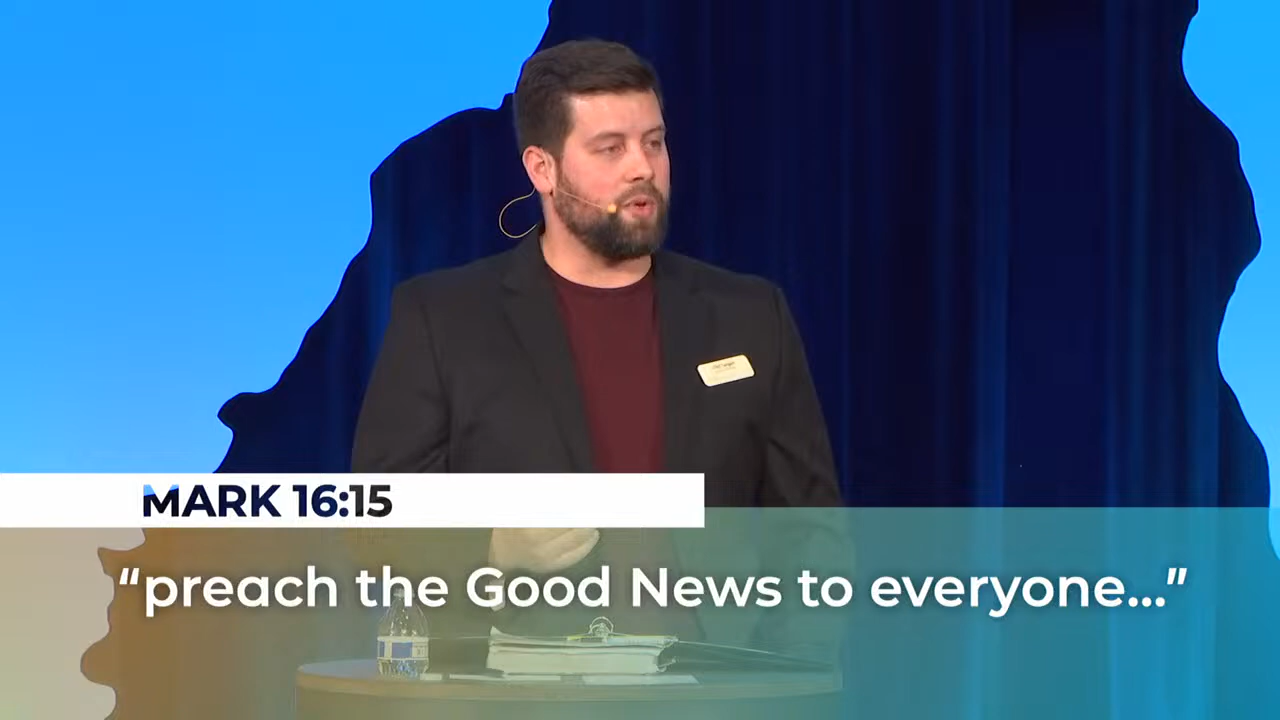 MARK 16:15
“preach the Good News to everyone...”